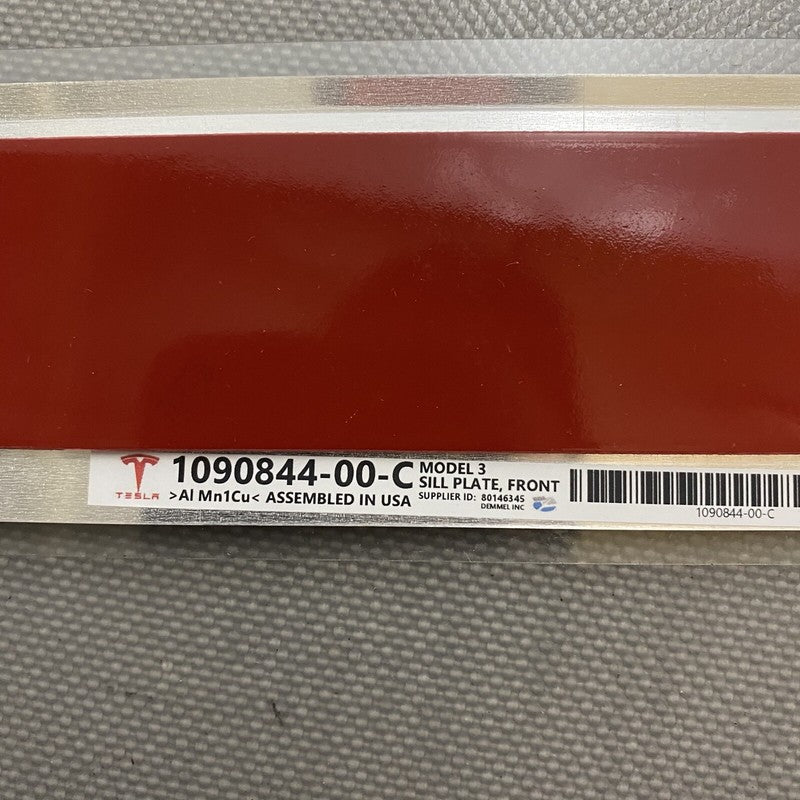 TESLA
1090844-00-C
>Al Mn1Cu< ASSEMBLED IN USA
MODEL 3
SILL PLATE, FRONT
SUPPLIER ID: 80146345
DEMMEL INC
1090844-00-C